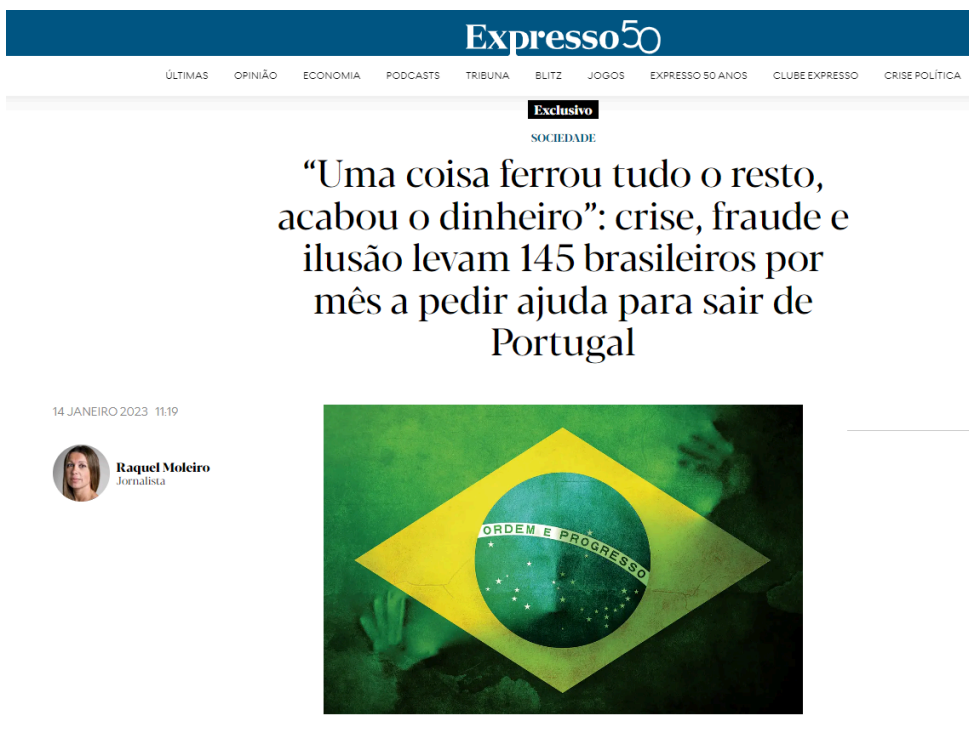 Expresso50
ÚLTIMAS OPINIÃO ECONOMIA PODCASTS TRIBUNA BLITZ JOGOS EXPRESSO 50 ANOS CLUBE EXPRESSO CRISE POLÍTICA
Exclusivo
SOCIEDADE
“Uma coisa ferrou tudo o resto,
acabou o dinheiro”: crise, fraude e
ilusão levam 145 brasileiros por
mês a pedir ajuda para sair de
Portugal
14 JANEIRO 2023 11:19
Raquel Moleiro
Jornalista
ORDEM E PROGRESSO